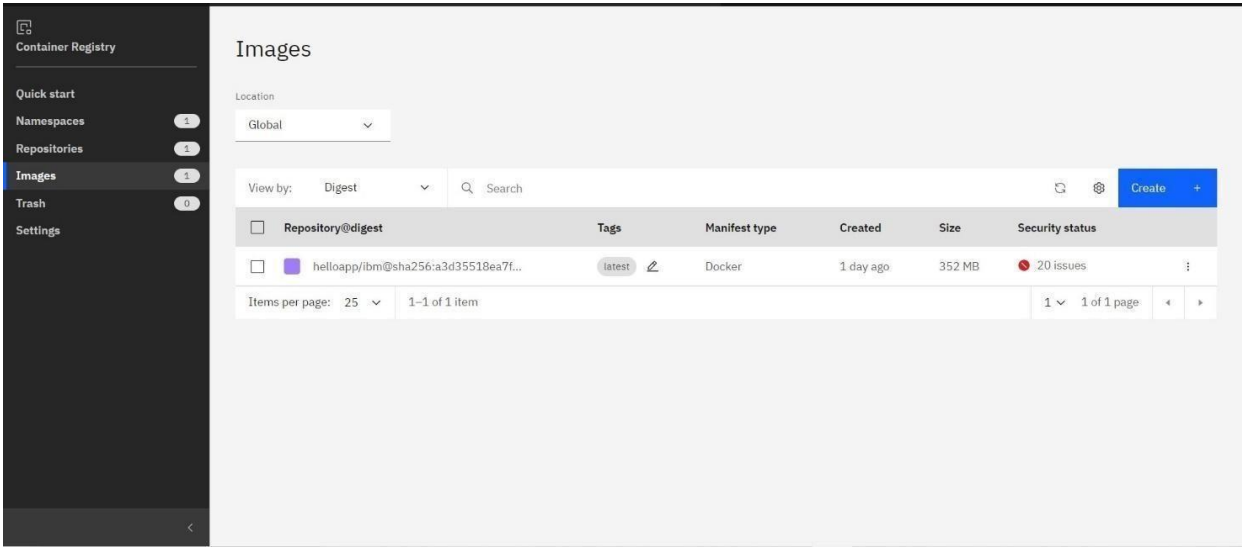 Container Registry
Quick start
Namespaces 1
Repositories 1
Images 1
Trash 0
Settings
Images
Location
Global
View by: Digest Search Create +
Repository@digest Tags Manifest type Created Size Security status
helloapp/ibm@sha256:a3d35518ea7f... latest Docker 1 day ago 352 MB 20 issues
Items per page: 25 1–1 of 1 item 1 1 of 1 page